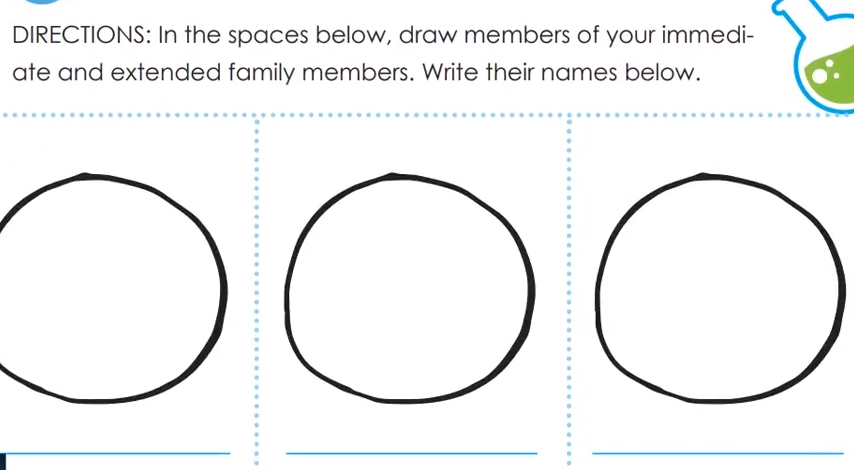 DIRECTIONS: In the spaces below, draw members of your immedi-
ate and extended family members. Write their names below.